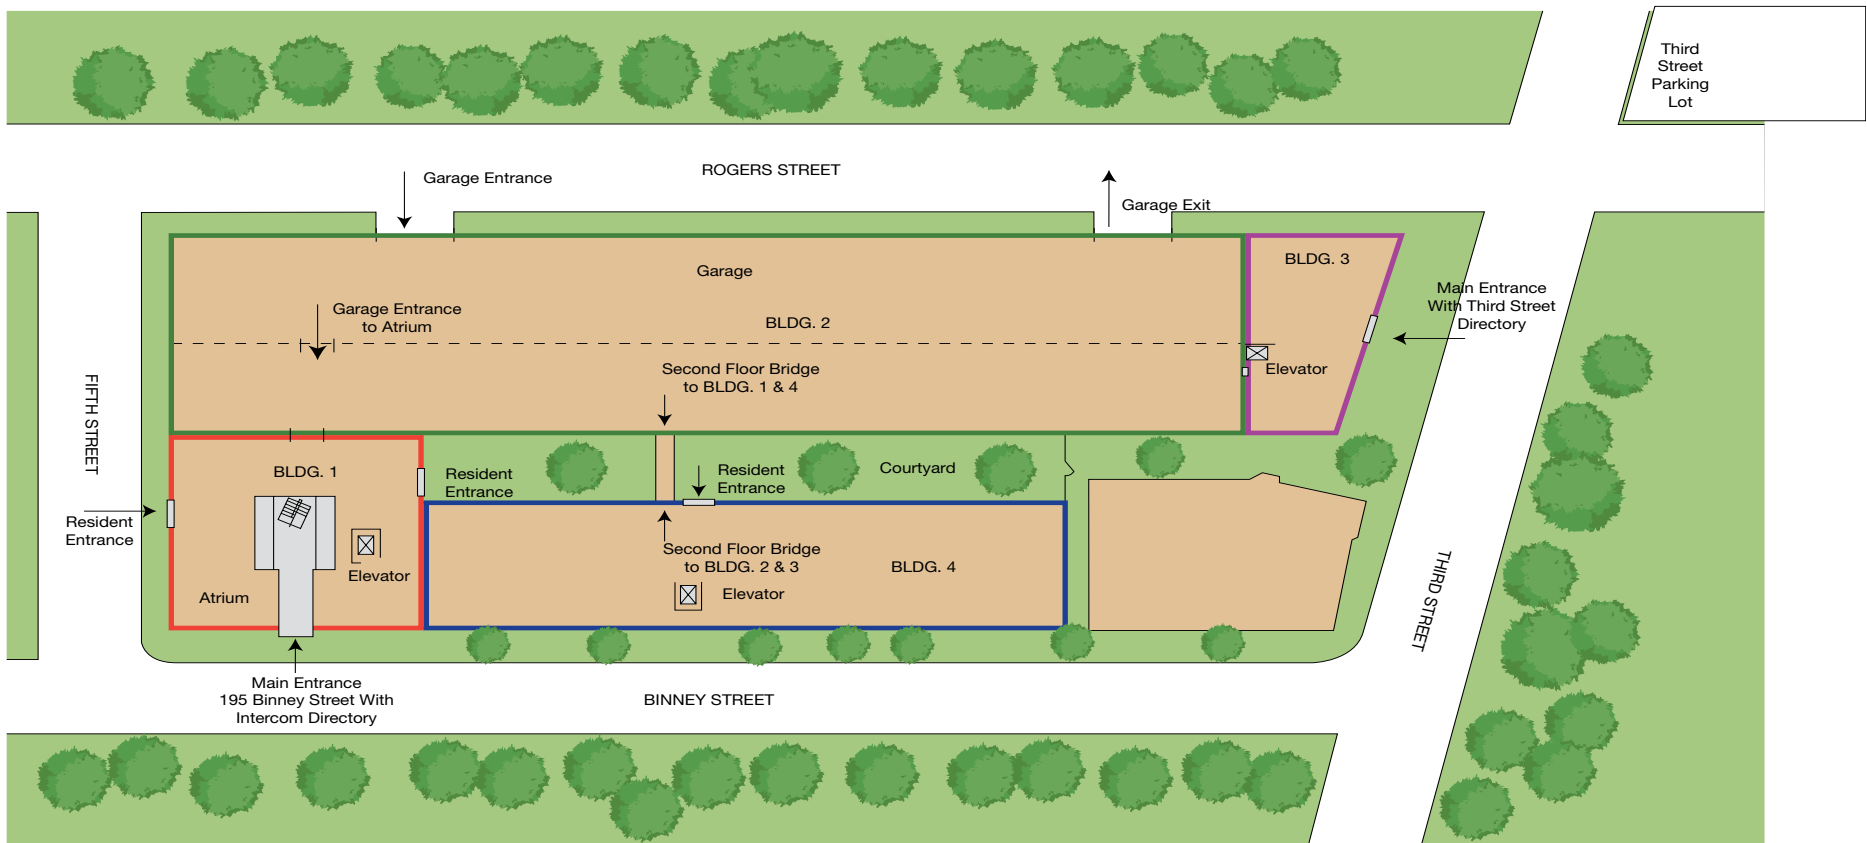 Third
Street
Parking
Lot
ROGERS STREET
Garage Entrance
Garage Exit
BLDG. 3
Garage
Main Entrance
With Third Street
Directory
Garage Entrance
to Atrium
BLDG. 2
Second Floor Bridge
to BLDG. 1 & 4
Elevator
FIFTH STREET
BLDG. 1
Resident
Entrance
Resident
Entrance
Courtyard
Resident
Entrance
Second Floor Bridge
to BLDG. 2 & 3
BLDG. 4
Elevator
Elevator
Atrium
THIRD STREET
Main Entrance
195 Binney Street With
Intercom Directory
BINNEY STREET